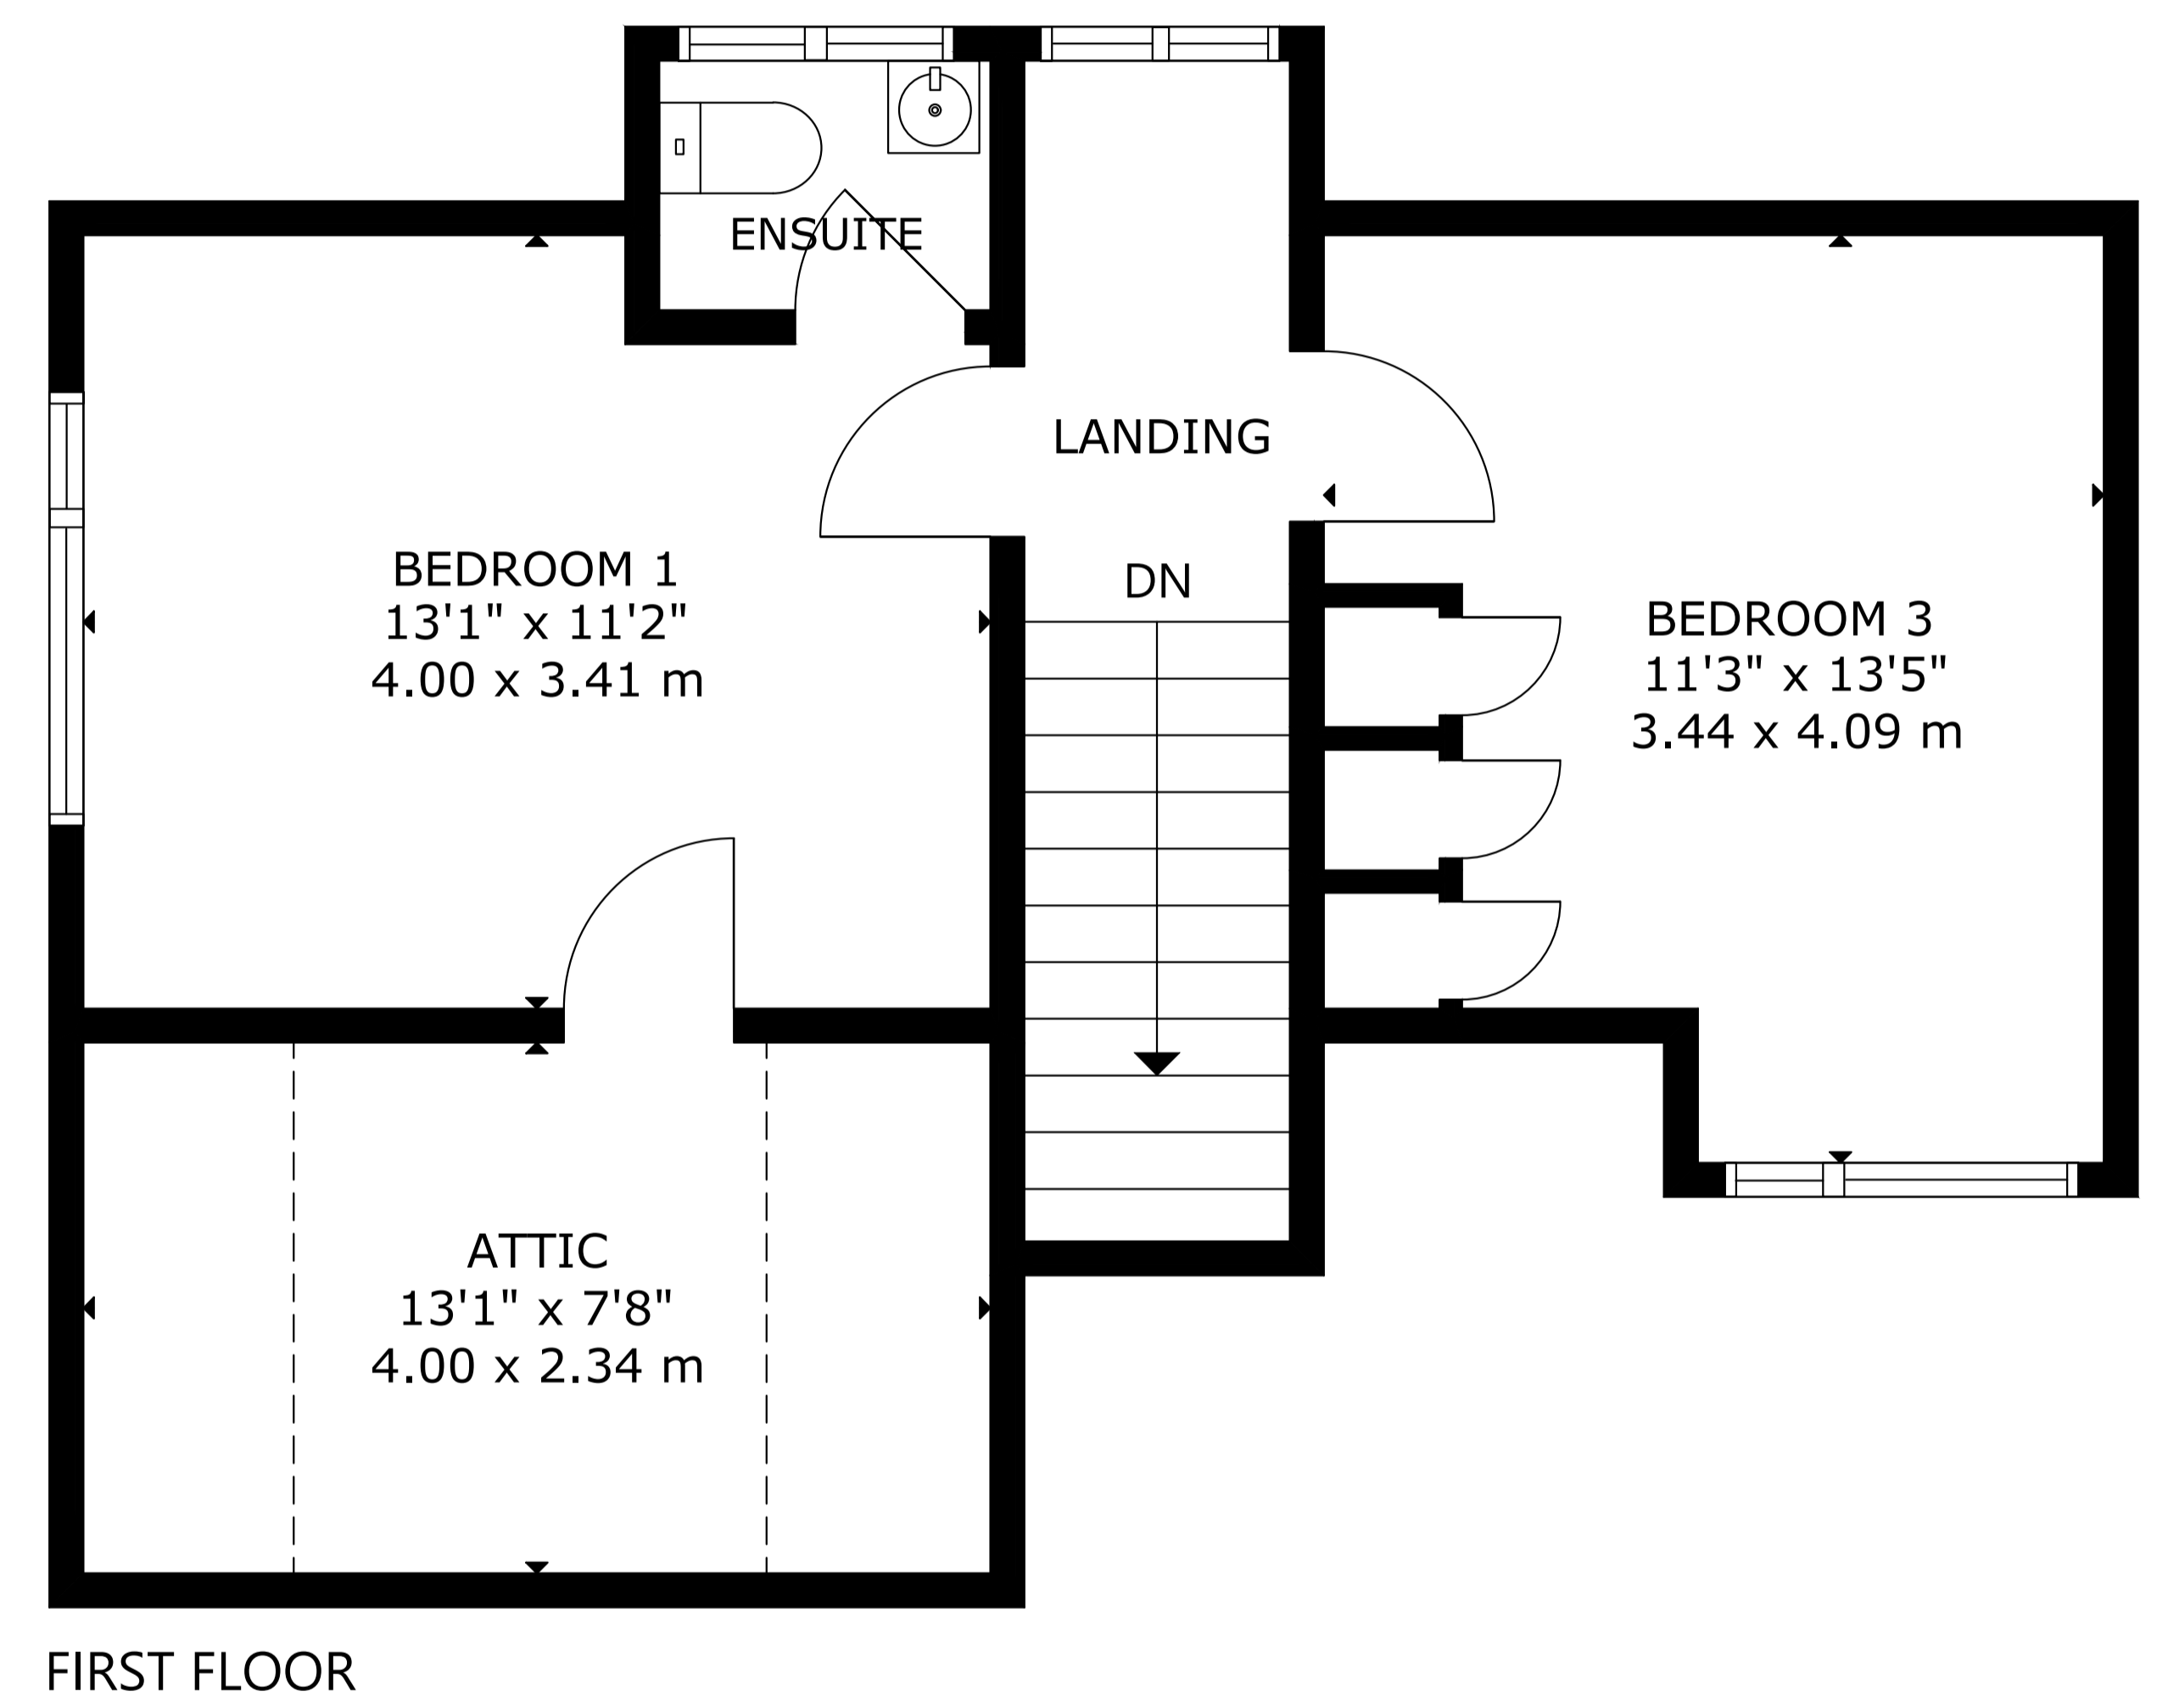 ENSUITE
LANDING
DN
BEDROOM 1
13'1" x 11'2"
4.00 x 3.41 m
BEDROOM 3
11'3" x 13'5"
3.44 x 4.09 m
ATTIC
13'1" x 7'8"
4.00 x 2.34 m
FIRST FLOOR